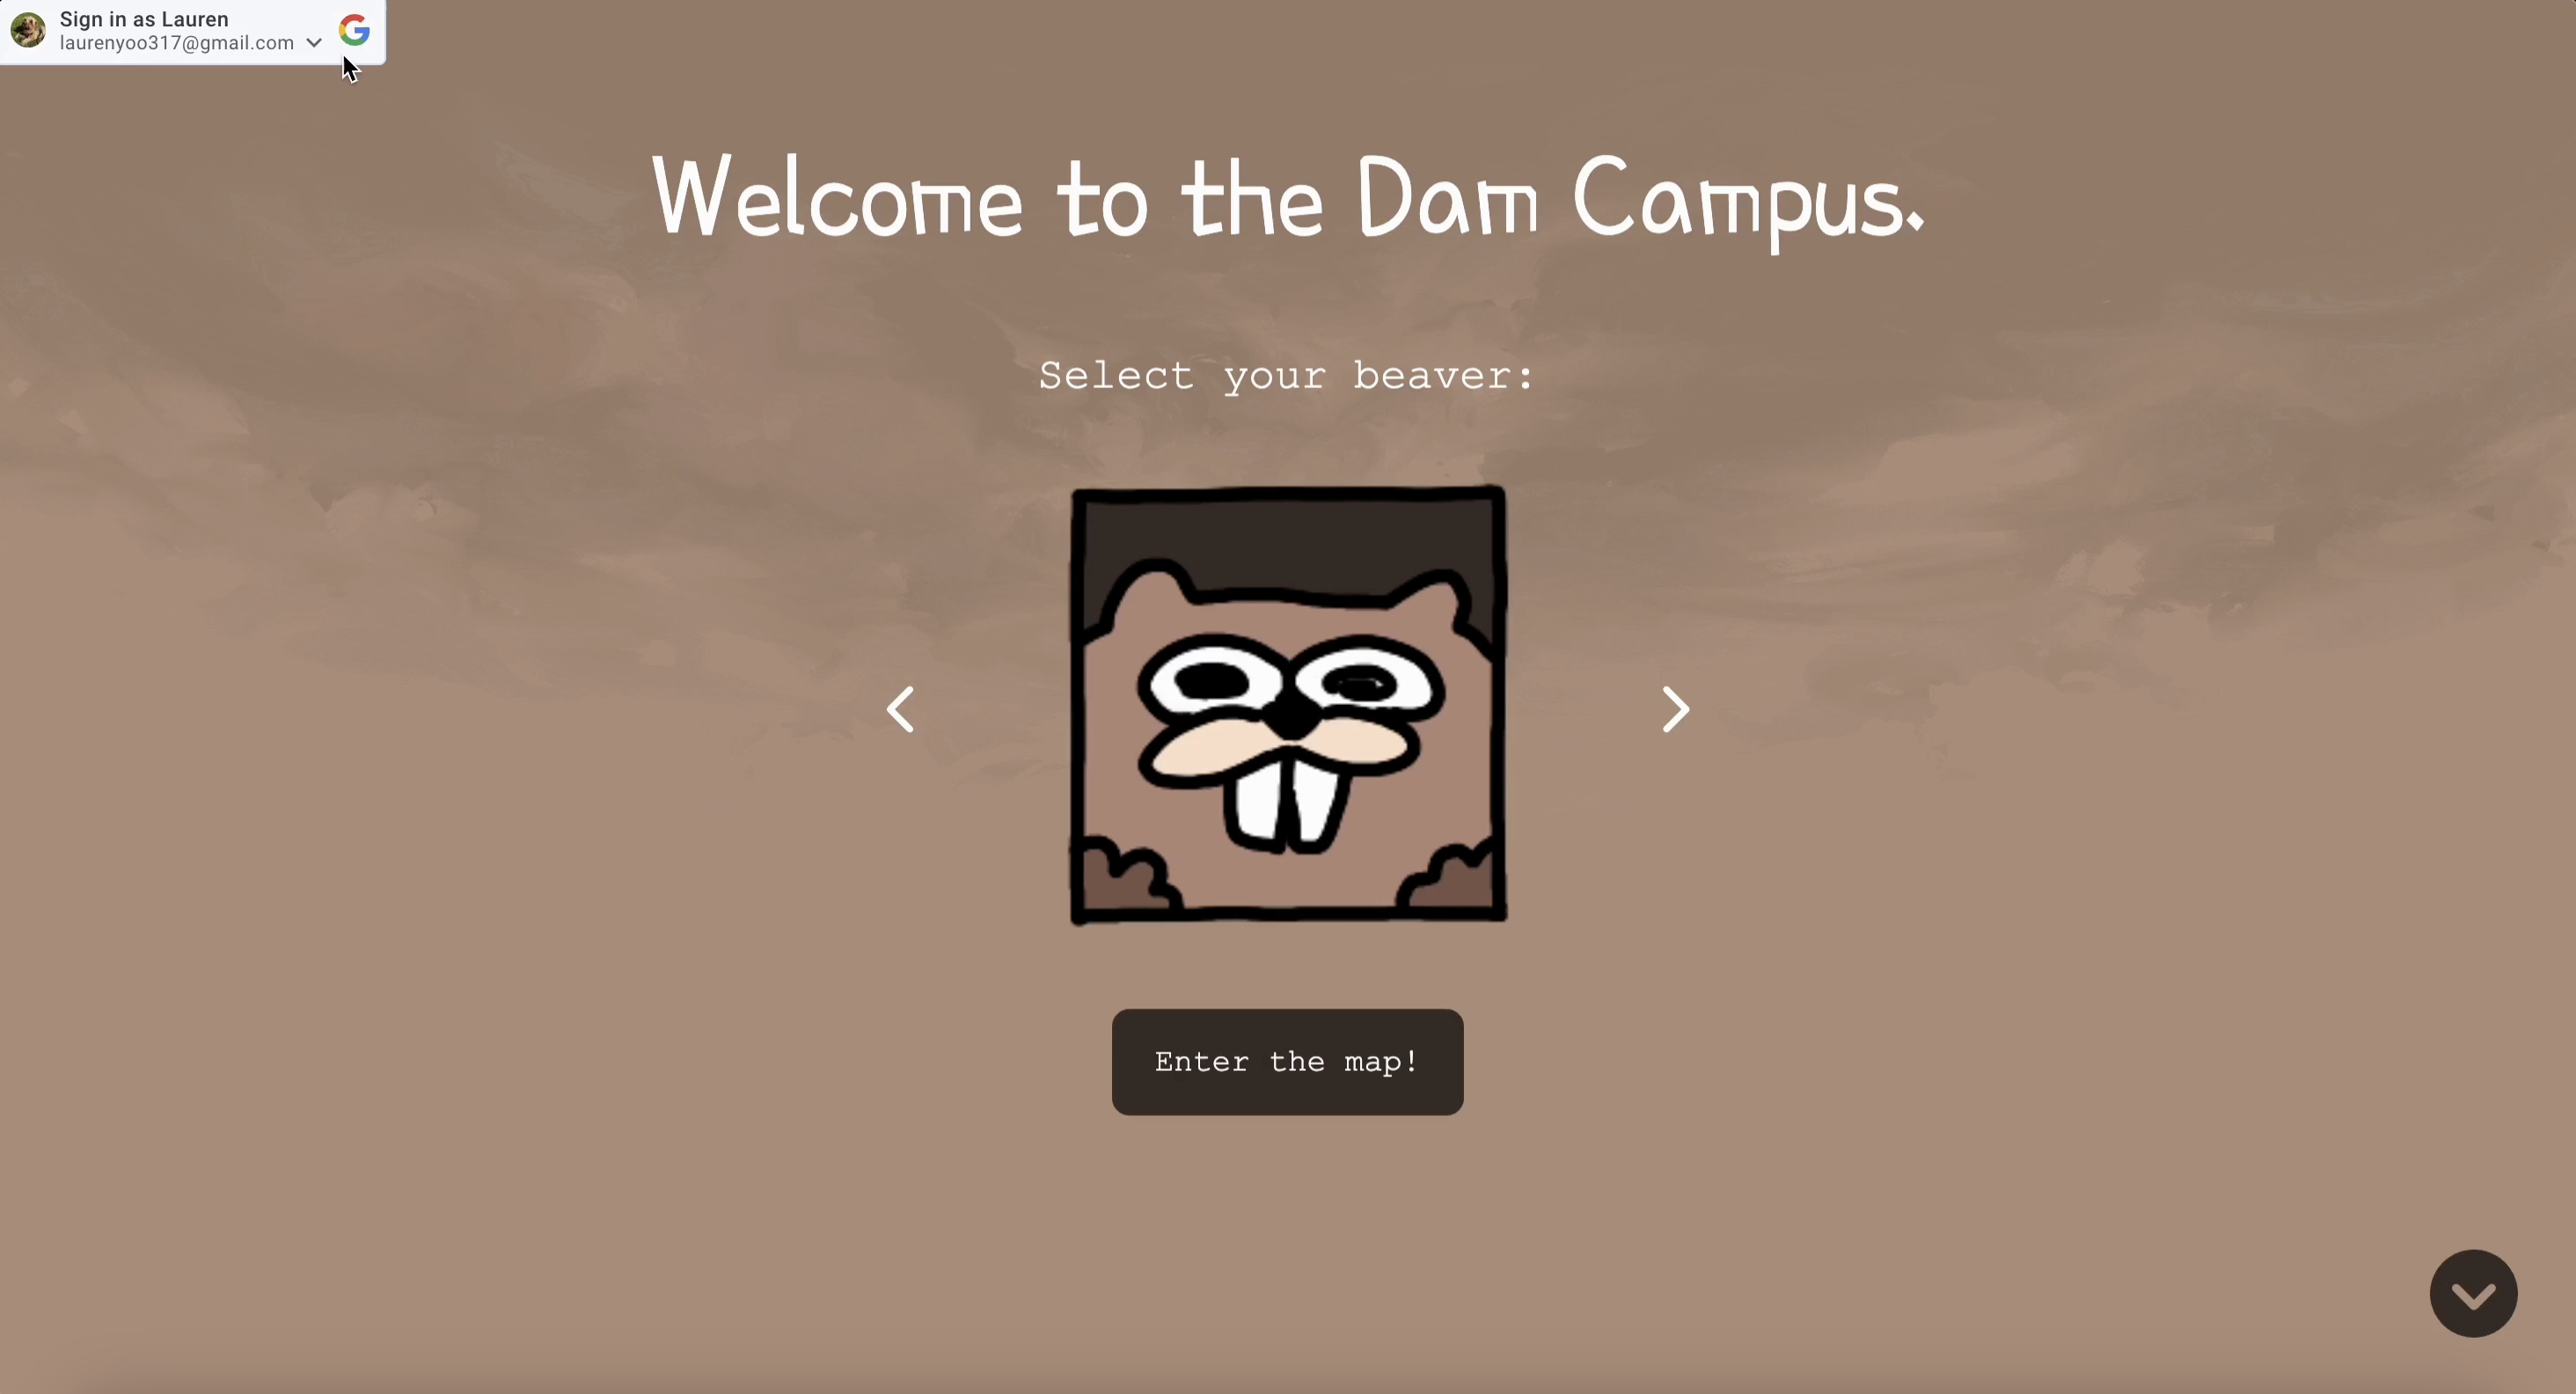 Sign in as Lauren
laurenyoo317@gmail.com
Welcome to the Dam Campus.
Select your beaver:
Enter the map!